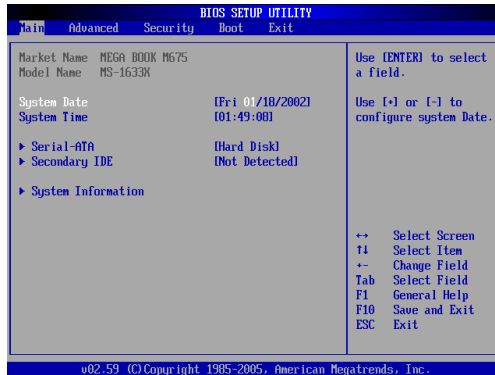 BIOS SETUP UTILITY
Main Advanced Security Boot Exit
Market Name MEGA BOOK M675
Model Name MS-1633X
System Date [Fri 01/18/2002]
System Time [01:49:08]
▶ Serial-ATA [Hard Disk]
▶ Secondary IDE [Not Detected]
▶ System Information
Use [ENTER] to select
a field.
Use [+] or [-] to
configure system Date.
↔ Select Screen
↑↓ Select Item
+- Change Field
Tab Select Field
F1 General Help
F10 Save and Exit
ESC Exit
v02.59 (C)Copyright 1985-2005, American Megatrends, Inc.